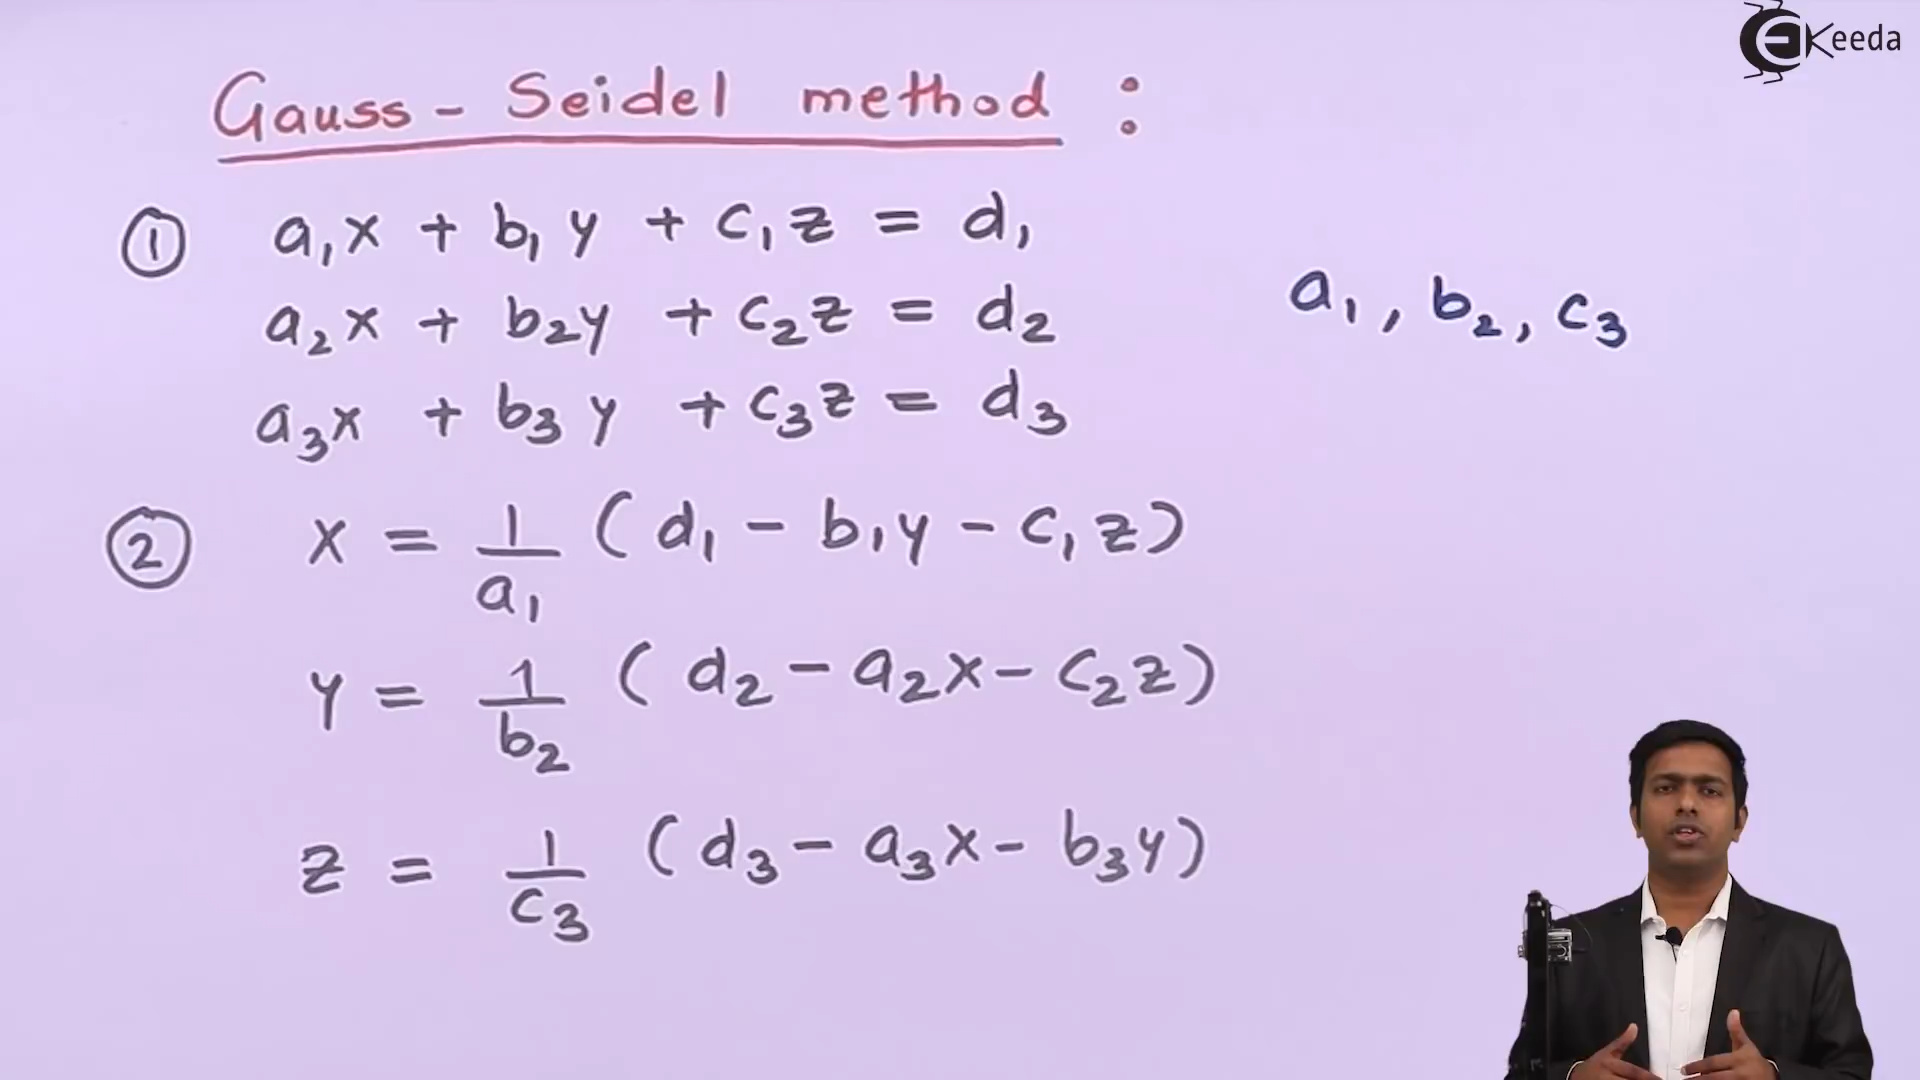 EKeeda
Gauss - Seidel method :
① a₁x + b₁y + c₁z = d₁
a₂x + b₂y + c₂z = d₂
a₃x + b₃y + c₃z = d₃
a₁, b₂, c₃
② x = 1/a₁ (d₁ - b₁y - c₁z)
y = 1/b₂ (d₂ - a₂x - c₂z)
z = 1/c₃ (d₃ - a₃x - b₃y)